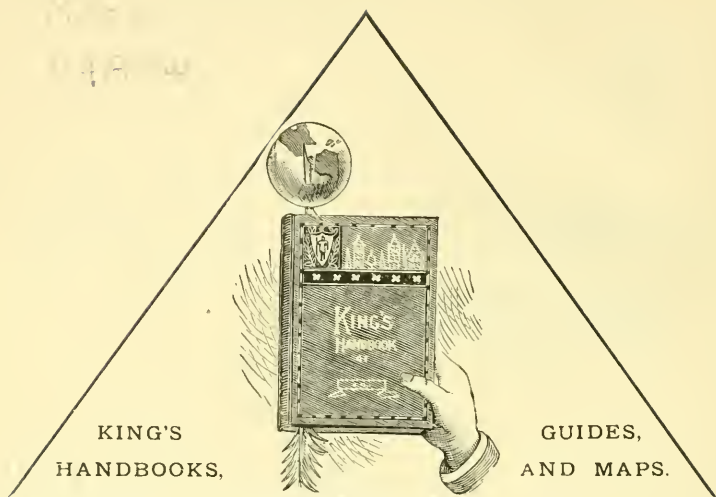 KING'S
HANDBOOK
OF
KING'S
HANDBOOKS,
GUIDES,
AND MAPS.